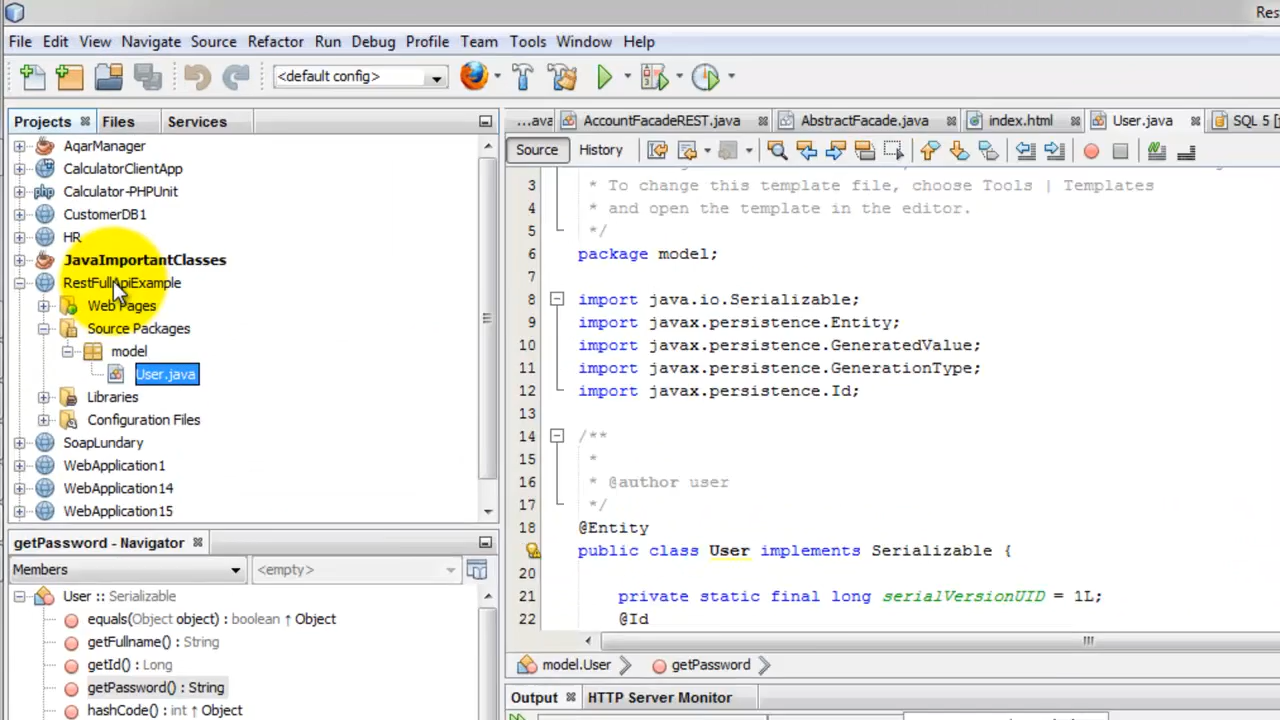 Res
File Edit View Navigate Source Refactor Run Debug Profile Team Tools Window Help
<default config>
Projects Files Services
AqarManager
CalculatorClientApp
php Calculator-PHPUnit
CustomerDB1
HR
JavaImportantClasses
RestFullApiExample
Web Pages
Source Packages
model
User.java
Libraries
Configuration Files
SoapLundary
WebApplication1
WebApplication14
WebApplication15
getPassword - Navigator
Members <empty>
User :: Serializable
equals(Object object) : boolean ↑ Object
getFullname() : String
getId() : Long
getPassword() : String
hashCode() : int ↑ Object
...ava AccountFacadeREST.java AbstractFacade.java index.html User.java SQL 5 [
Source History
3 * To change this template file, choose Tools | Templates
4 * and open the template in the editor.
5 */
6 package model;
7
8 import java.io.Serializable;
9 import javax.persistence.Entity;
10 import javax.persistence.GeneratedValue;
11 import javax.persistence.GenerationType;
12 import javax.persistence.Id;
13
14 /**
15 *
16 * @author user
17 */
18 @Entity
public class User implements Serializable {
20
21 private static final long serialVersionUID = 1L;
22 @Id
model.User getPassword
Output HTTP Server Monitor